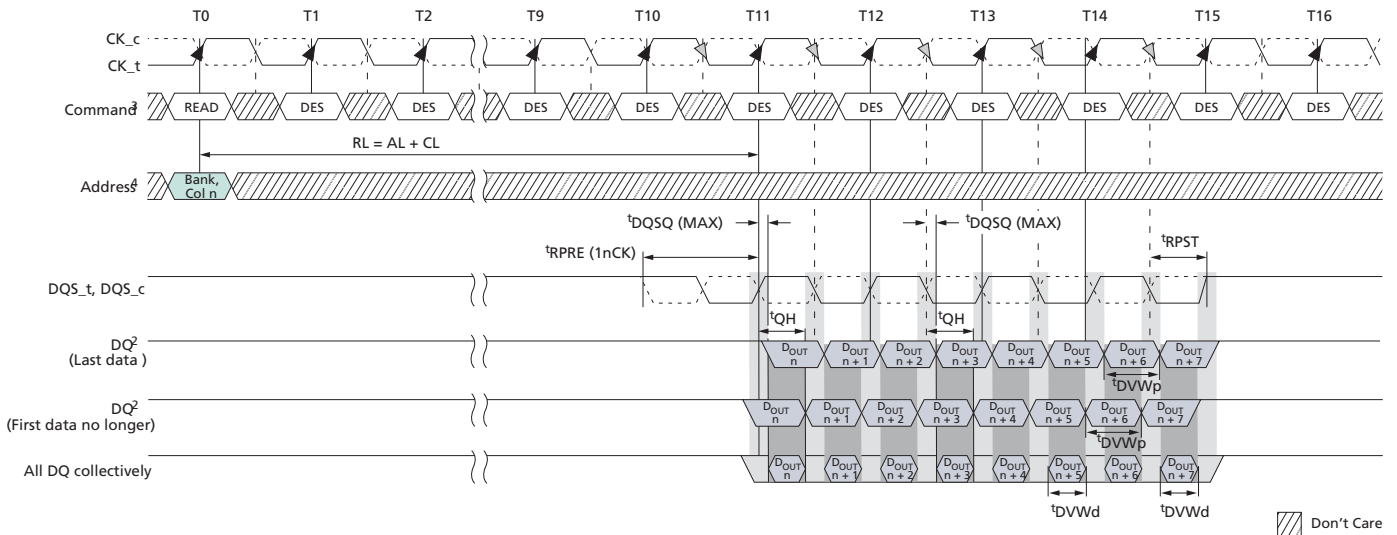 T0 T1 T2 T9 T10 T11 T12 T13 T14 T15 T16
CK_c
CK_t
Command3 READ DES DES DES DES DES DES DES DES DES DES
RL = AL + CL
Address4 Bank,
Col n
tDQSQ (MAX) tDQSQ (MAX)
tRPRE (1nCK) tRPST
DQS_t, DQS_c
tQH tQH
DQ2
(Last data )
DOUT n DOUT n + 1 DOUT n + 2 DOUT n + 3 DOUT n + 4 DOUT n + 5 DOUT n + 6 DOUT n + 7
tDVWp
DQ2
(First data no longer)
DOUT n DOUT n + 1 DOUT n + 2 DOUT n + 3 DOUT n + 4 DOUT n + 5 DOUT n + 6 DOUT n + 7
tDVWp
All DQ collectively
DOUT n DOUT n + 1 DOUT n + 2 DOUT n + 3 DOUT n + 4 DOUT n + 5 DOUT n + 6 DOUT n + 7
tDVWd tDVWd
Don't Care